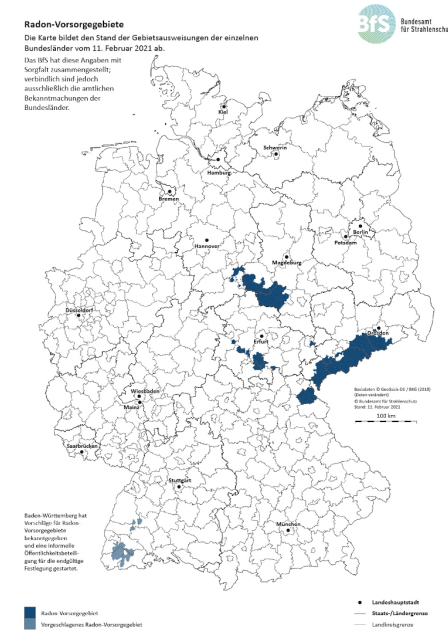 Radon-Vorsorgegebiete
Die Karte bildet den Stand der Gebietsausweisungen der einzelnen
Bundesländer vom 11. Februar 2021 ab.
Das BfS hat diese Angaben mit
Sorgfalt zusammengestellt;
verbindlich sind jedoch
ausschließlich die amtlichen
Bekanntmachungen der
Bundesländer.
BfS
Bundesamt
für Strahlenschu
Kiel
Schwerin
Hamburg
Bremen
Berlin
Potsdam
Hannover
Magdeburg
Düsseldorf
Erfurt
Dresden
Wiesbaden
Mainz
Saarbrücken
Stuttgart
München
Basisdaten © GeoBasis-DE / BKG (2018)
(Daten verändert)
© Bundesamt für Strahlenschutz
Stand: 11. Februar 2021
100 km
Baden-Württemberg hat
Vorschläge für Radon-
Vorsorgegebiete
bekanntgegeben
und eine informelle
Öffentlichkeitsbeteili-
gung für die endgültige
Festlegung gestartet.
Radon-Vorsorgegebiet
Vorgeschlagenes Radon-Vorsorgegebiet
Landeshauptstadt
Staats-/Ländergrenze
Landkreisgrenze